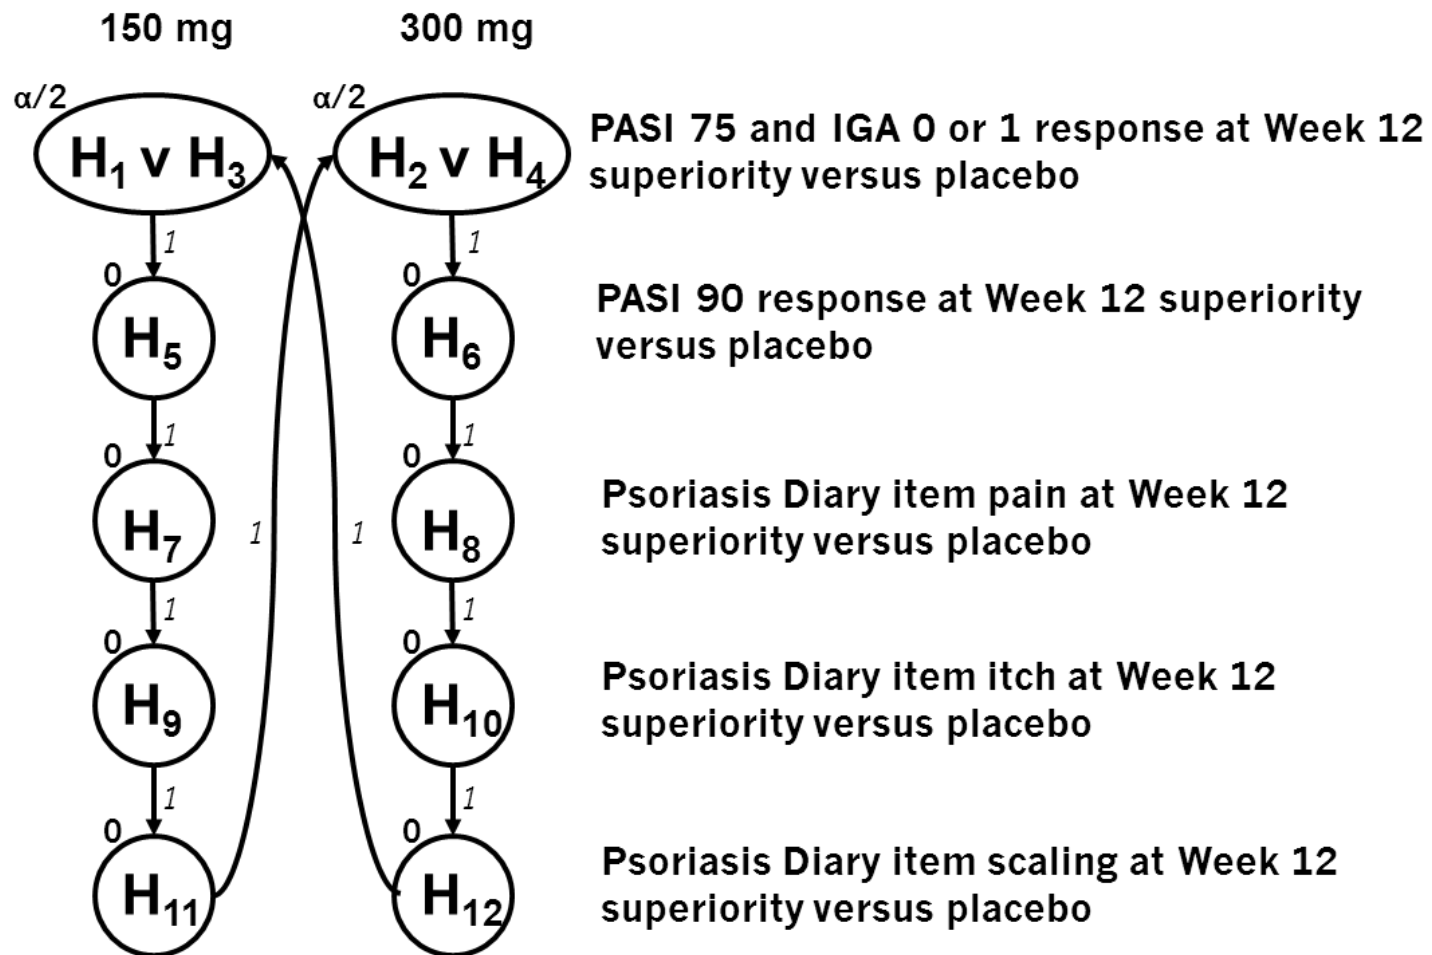 150 mg 300 mg
α/2 α/2
H1 v H3 H2 v H4 PASI 75 and IGA 0 or 1 response at Week 12
superiority versus placebo
1 1
0 0
H5 H6 PASI 90 response at Week 12 superiority
versus placebo
1 1
0 0
H7 H8 Psoriasis Diary item pain at Week 12
superiority versus placebo
1 1
1 1
0 0
H9 H10 Psoriasis Diary item itch at Week 12
superiority versus placebo
1 1
0 0
H11 H12 Psoriasis Diary item scaling at Week 12
superiority versus placebo